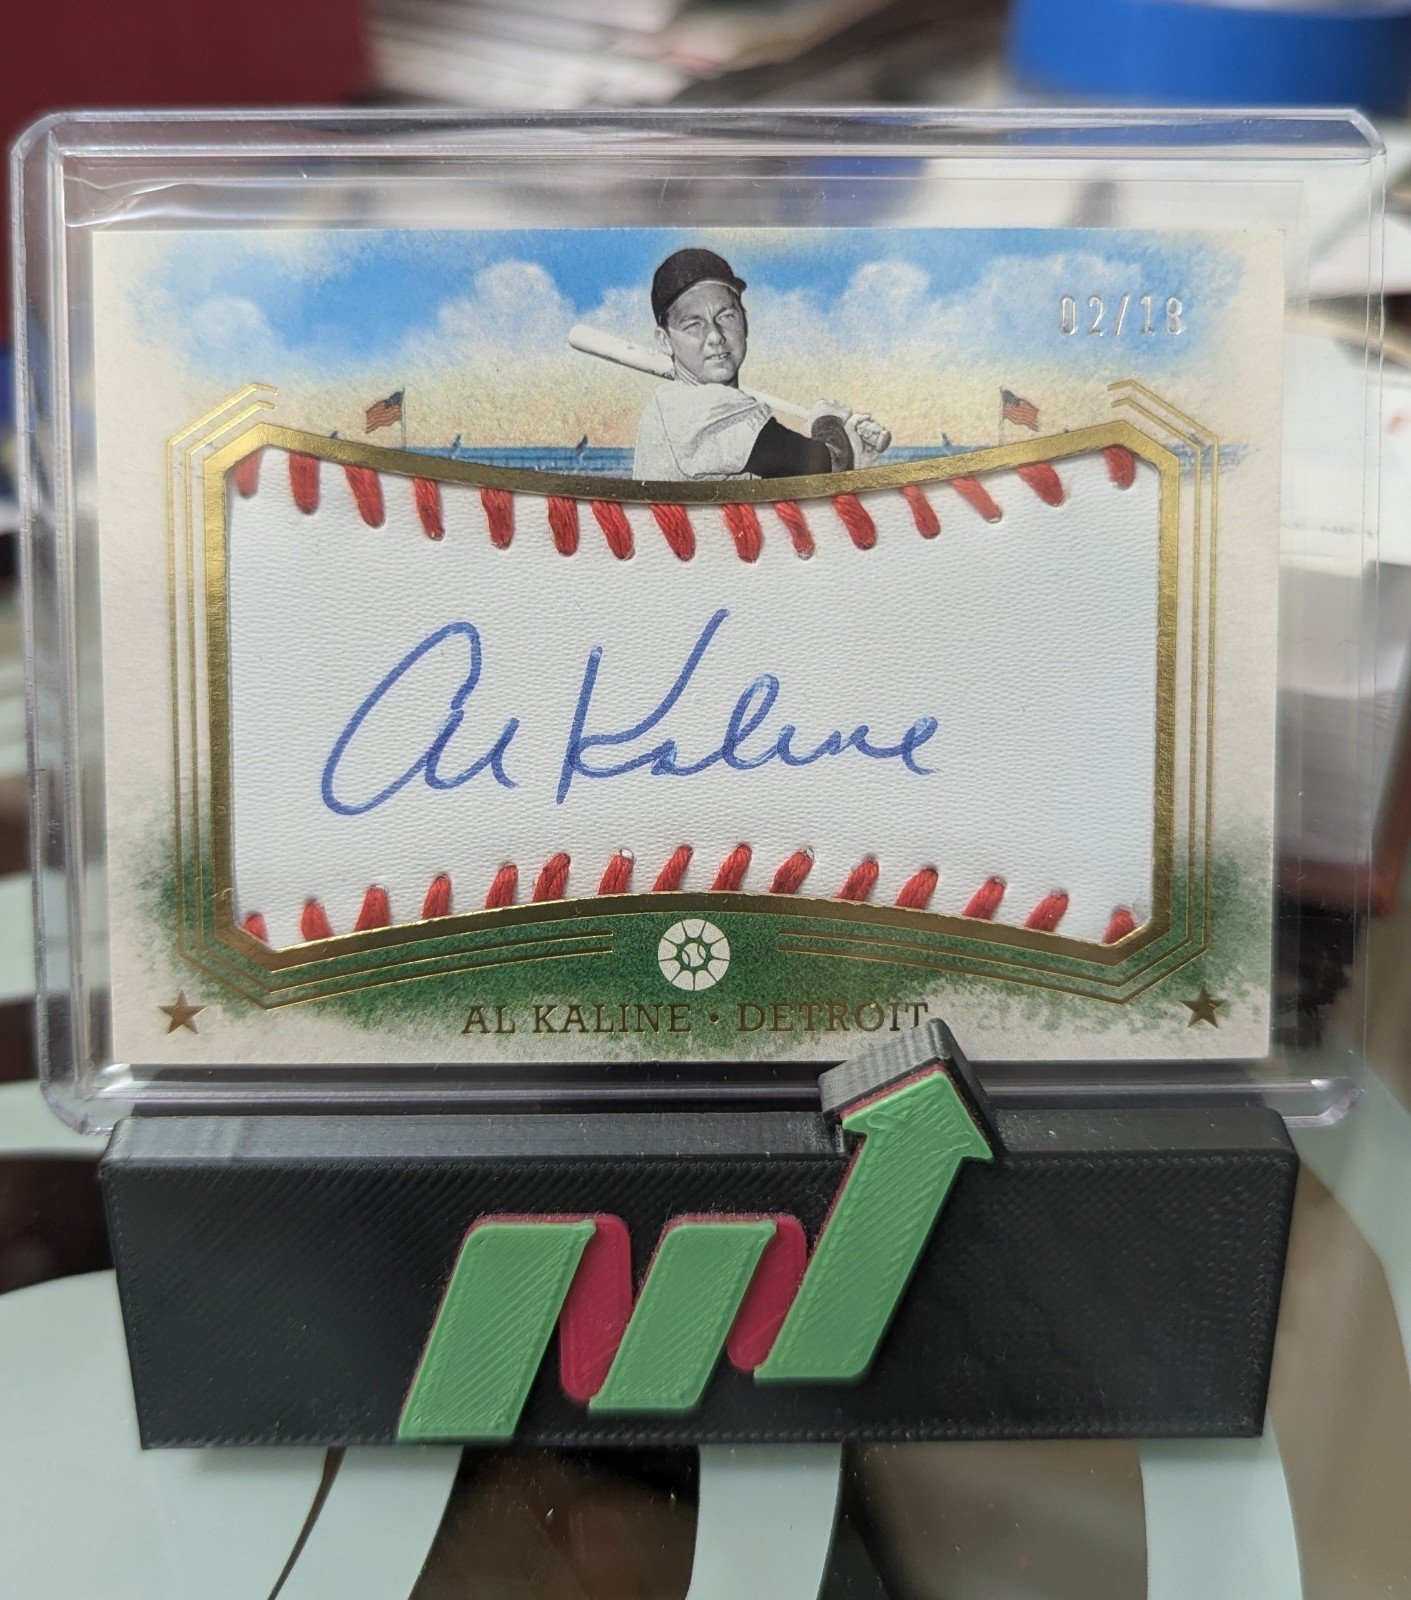 02/18
Al Kaline
AL KALINE • DETROIT